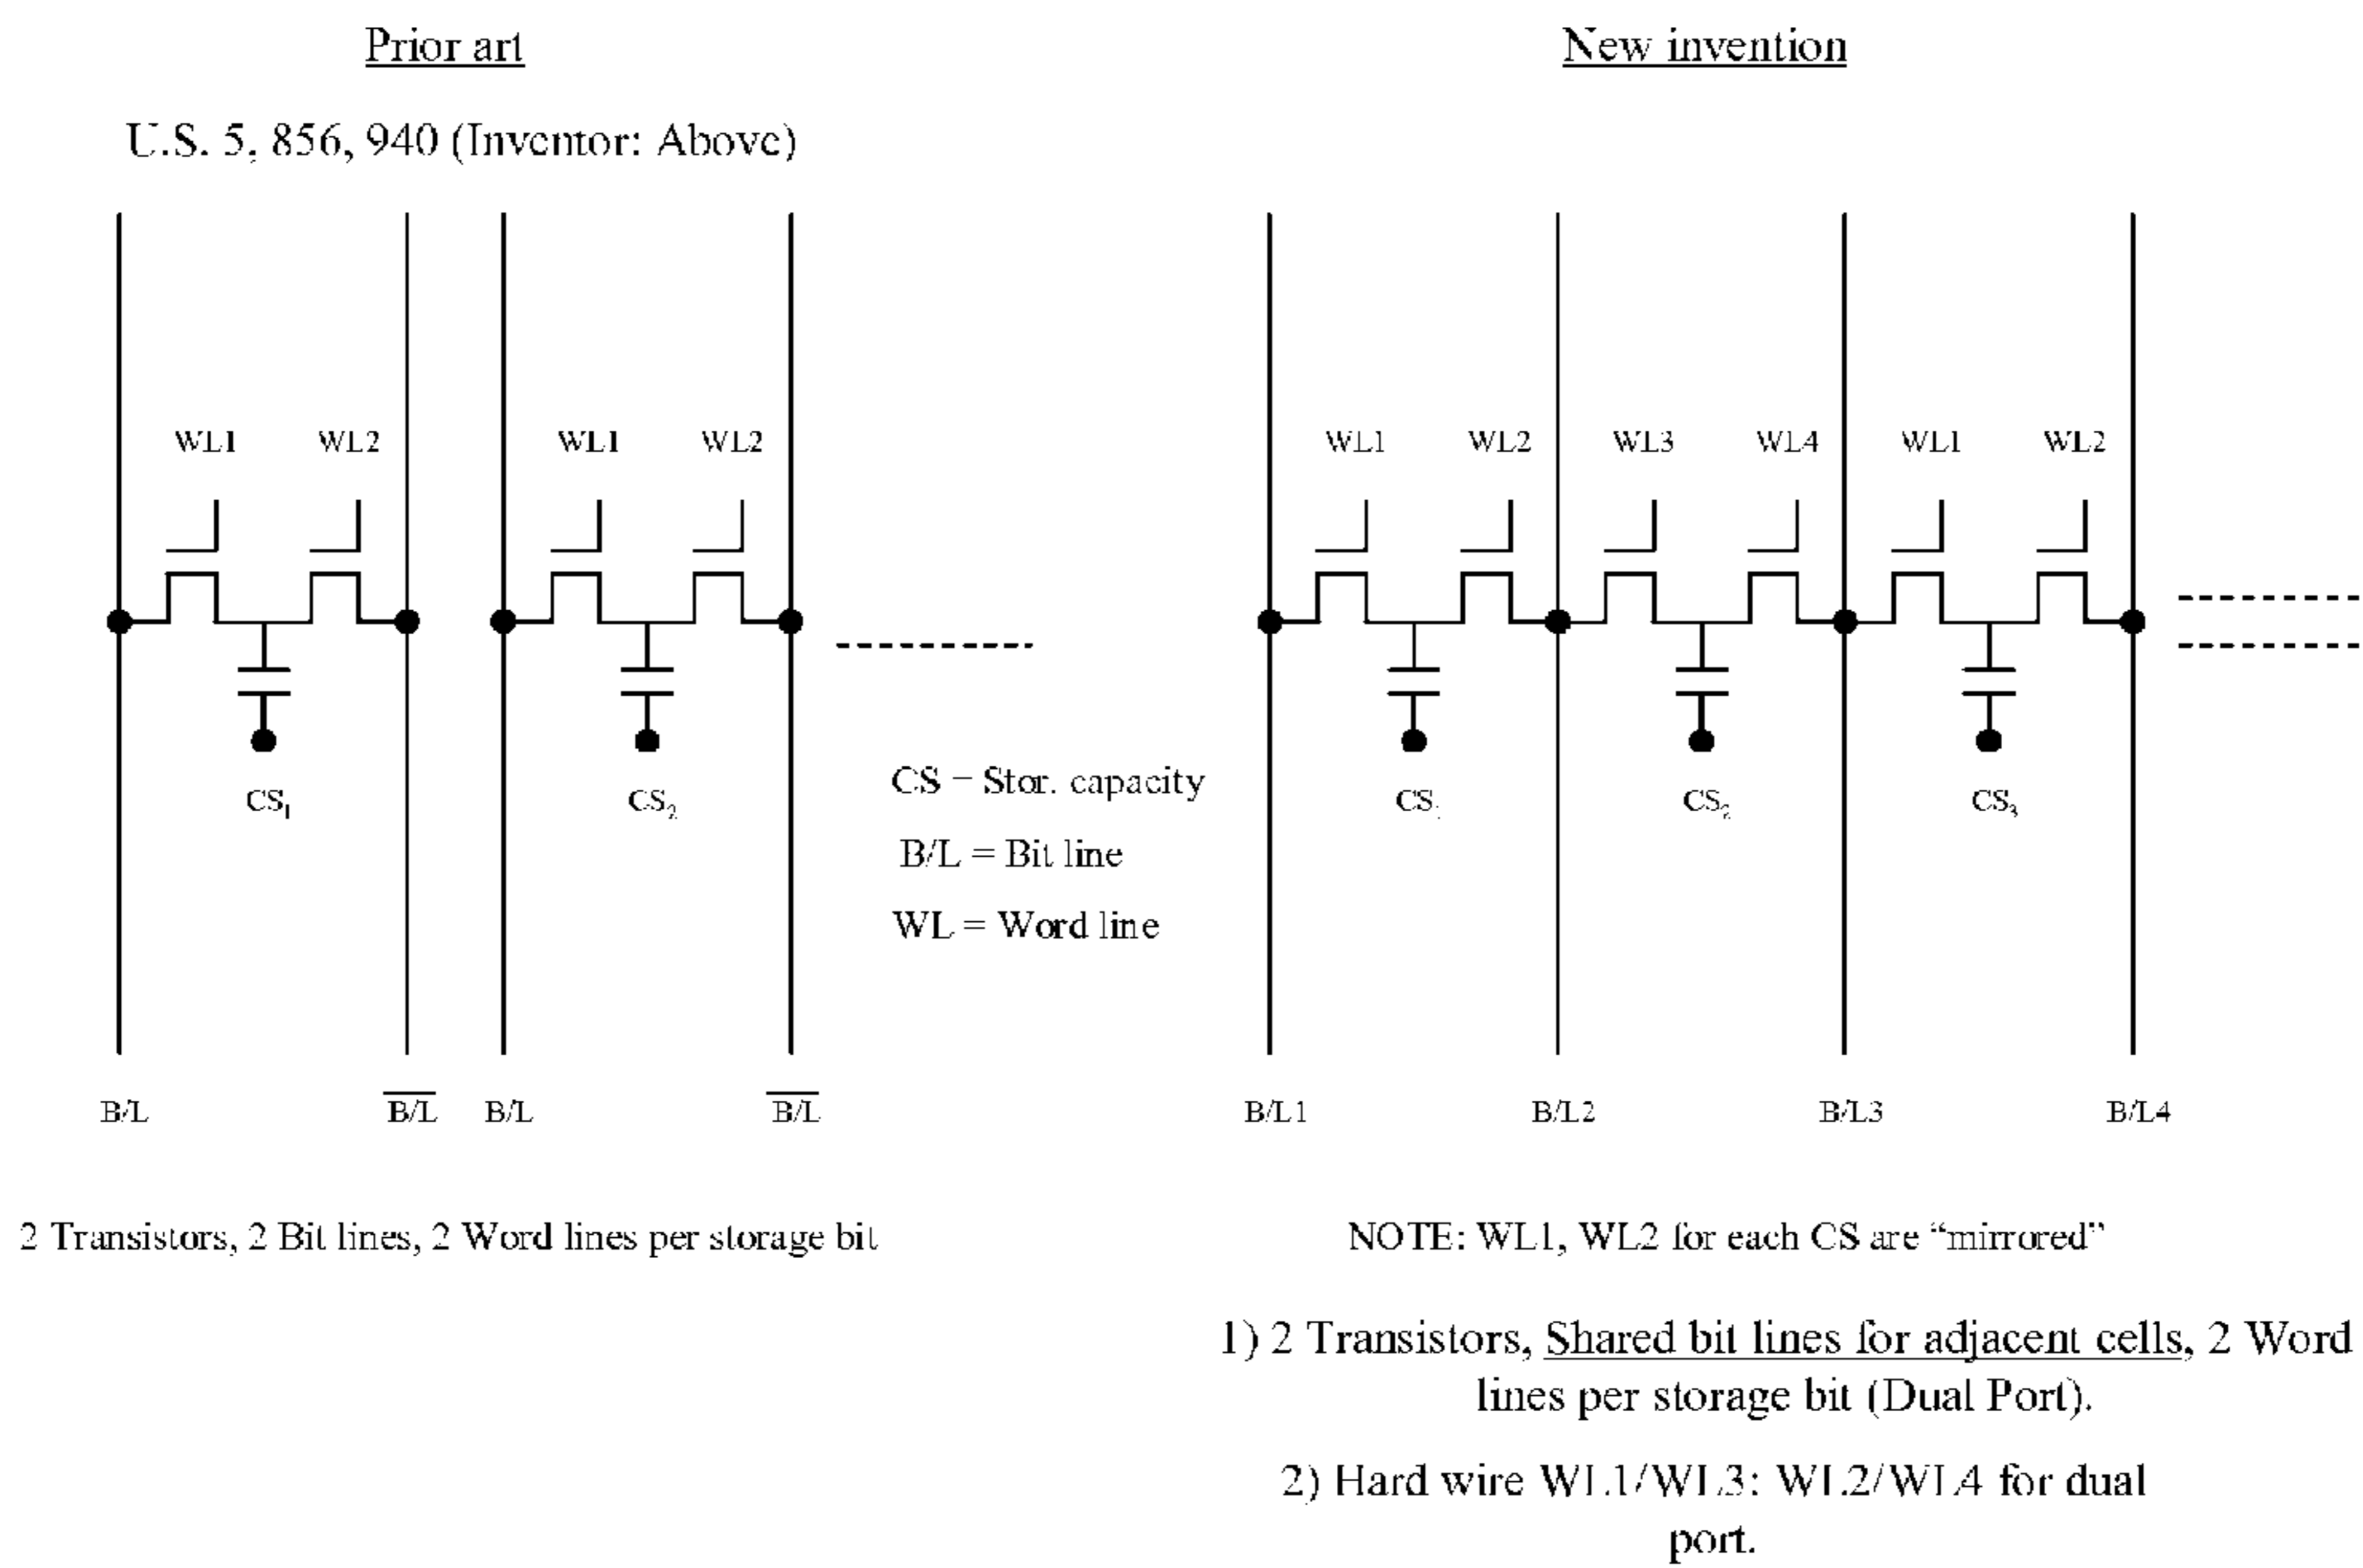 Prior art
U.S. 5, 856, 940 (Inventor: Above)
WL1 WL2 WL1 WL2
CS1 CS2
B/L B/L B/L B/L
2 Transistors, 2 Bit lines, 2 Word lines per storage bit
CS = Stor. capacity
B/L = Bit line
WL = Word line
New invention
WL1 WL2 WL3 WL4 WL1 WL2
CS1 CS2 CS3
B/L1 B/L2 B/L3 B/L4
NOTE: WL1, WL2 for each CS are “mirrored”
1) 2 Transistors, Shared bit lines for adjacent cells, 2 Word
lines per storage bit (Dual Port).
2) Hard wire WL1/WL3: WL2/WL4 for dual
port.